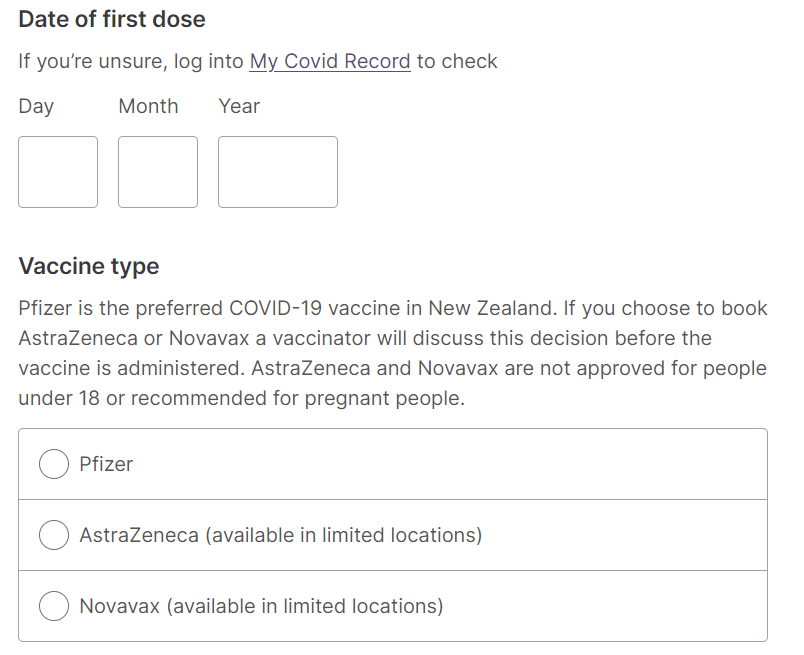 Date of first dose
If you’re unsure, log into My Covid Record to check
Day Month Year
Vaccine type
Pfizer is the preferred COVID-19 vaccine in New Zealand. If you choose to book
AstraZeneca or Novavax a vaccinator will discuss this decision before the
vaccine is administered. AstraZeneca and Novavax are not approved for people
under 18 or recommended for pregnant people.
Pfizer
AstraZeneca (available in limited locations)
Novavax (available in limited locations)